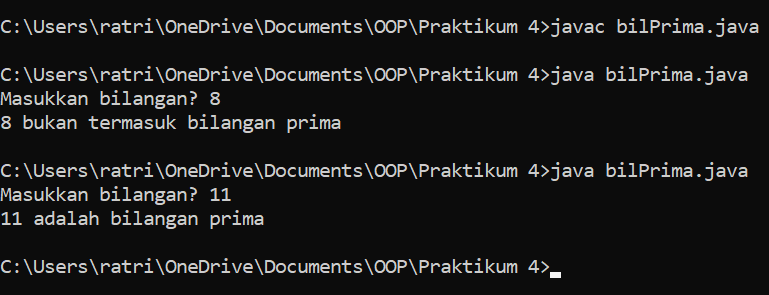 C:\Users\ratri\OneDrive\Documents\OOP\Praktikum 4>javac bilPrima.java
C:\Users\ratri\OneDrive\Documents\OOP\Praktikum 4>java bilPrima.java
Masukkan bilangan? 8
8 bukan termasuk bilangan prima
C:\Users\ratri\OneDrive\Documents\OOP\Praktikum 4>java bilPrima.java
Masukkan bilangan? 11
11 adalah bilangan prima
C:\Users\ratri\OneDrive\Documents\OOP\Praktikum 4>